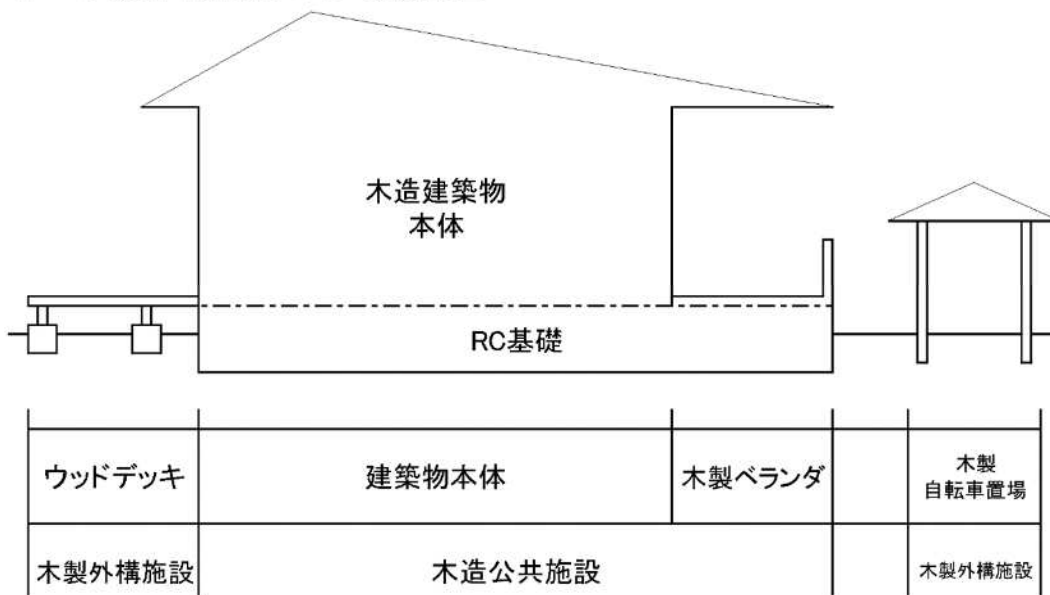 木造建築物
本体
RC基礎
ウッドデッキ
建築物本体
木製ベランダ
木製
自転車置場
木製外構施設
木造公共施設
木製外構施設